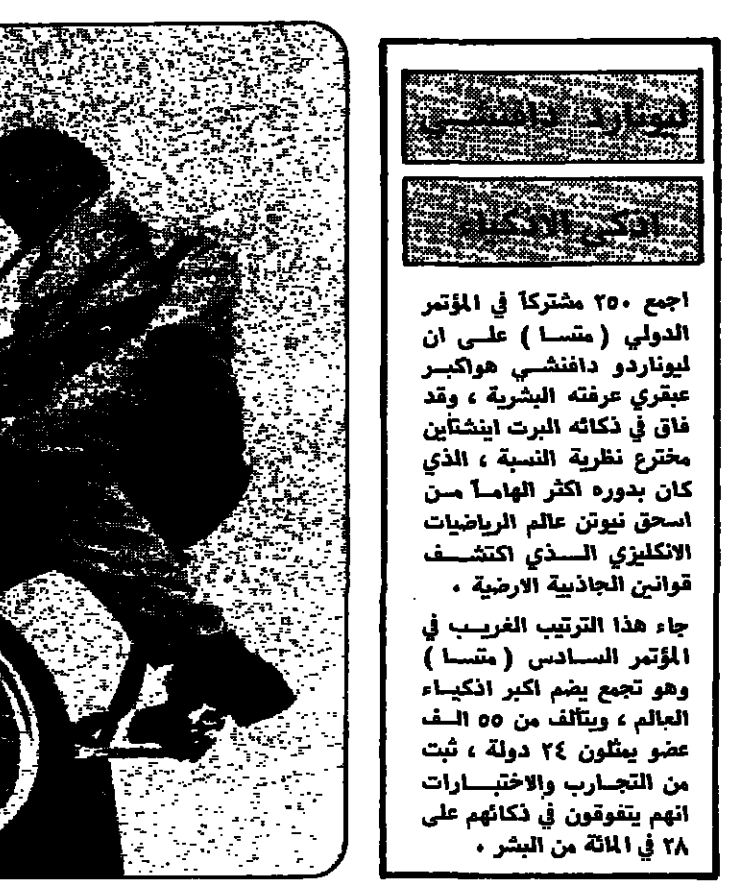 ليونارد دافنشي
اذكى الاذكياء
اجمع ٢٥٠ مشتركاً في المؤتمر
الدولي ( متسا ) على ان
ليوناردو دافنشي هواكبر
عبقري عرفته البشرية ، وقد
فاق في ذكائه البرت اينشتاين
مخترع نظرية النسبة ، الذي
كان بدوره اكثر الهاماً من
اسحق نيوتن عالم الرياضيات
الانكليزي الذي اكتشف
قوانين الجاذبية الارضية .
جاء هذا الترتيب الغريب في
المؤتمر السادس ( متسا )
وهو تجمع يضم اكبر اذكياء
العالم ، ويتألف من ٥٥ الف
عضو يمثلون ٢٤ دولة ، ثبت
من التجارب والاختبارات
انهم يتفوقون في ذكائهم على
٢٨ في المائة من البشر .